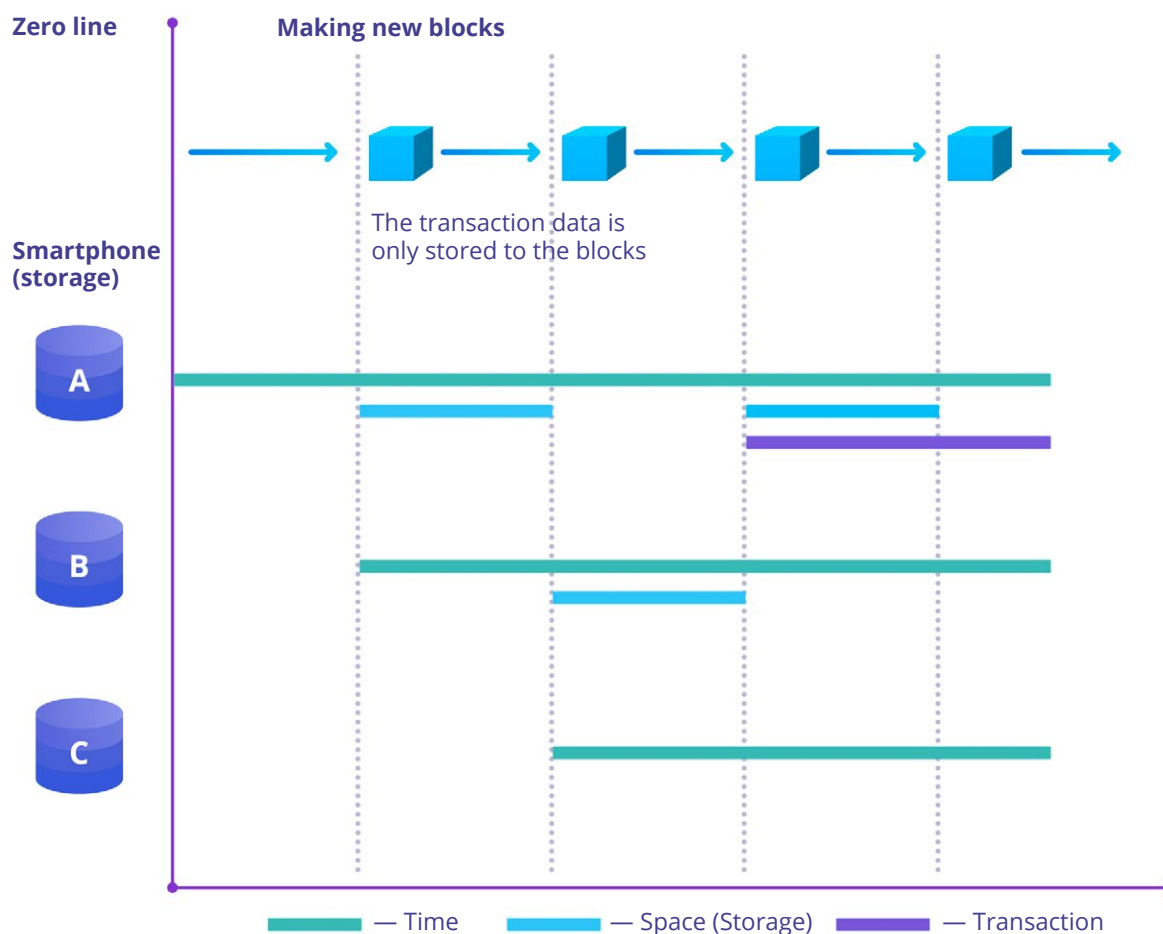 Zero line
Making new blocks
The transaction data is
only stored to the blocks
Smartphone
(storage)
A
B
C
— Time
— Space (Storage)
— Transaction